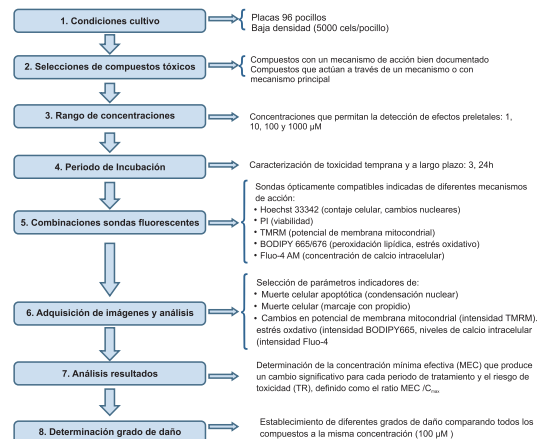 1. Condiciones cultivo
Placas 96 pocillos
Baja densidad (5000 cels/pocillo)
2. Selecciones de compuestos tóxicos
Compuestos con un mecanismo de acción bien documentado
Compuestos que actúan a través de un mecanismo o con
mecanismo principal
3. Rango de concentraciones
Concentraciones que permitan la detección de efectos preletales: 1,
10, 100 y 1000 µM
4. Periodo de Incubación
Caracterización de toxicidad temprana y a largo plazo: 3, 24h
5. Combinaciones sondas fluorescentes
Sondas ópticamente compatibles indicadas de diferentes mecanismos
de acción:
• Hoechst 33342 (contaje celular, cambios nucleares)
• PI (viabilidad)
• TMRM (potencial de membrana mitocondrial)
• BODIPY 665/676 (peroxidación lipídica, estrés oxidativo)
• Fluo-4 AM (concentración de calcio intracelular)
6. Adquisición de imágenes y análisis
Selección de parámetros indicadores de:
• Muerte celular apoptótica (condensación nuclear)
• Muerte celular (marcaje con propidio)
• Cambios en potencial de membrana mitocondrial (intensidad TMRM).
estrés oxdativo (intensidad BODIPY665, niveles de calcio intracelular
(intensidad Fluo-4
7. Análisis resultados
Determinación de la concentración mínima efectiva (MEC) que produce
un cambio significativo para cada periodo de tratamiento y el riesgo de
toxicidad (TR), definido como el ratio MEC /Cmax
8. Determinación grado de daño
Establecimiento de diferentes grados de daño comparando todos los
compuestos a la misma concentración (100 µM )